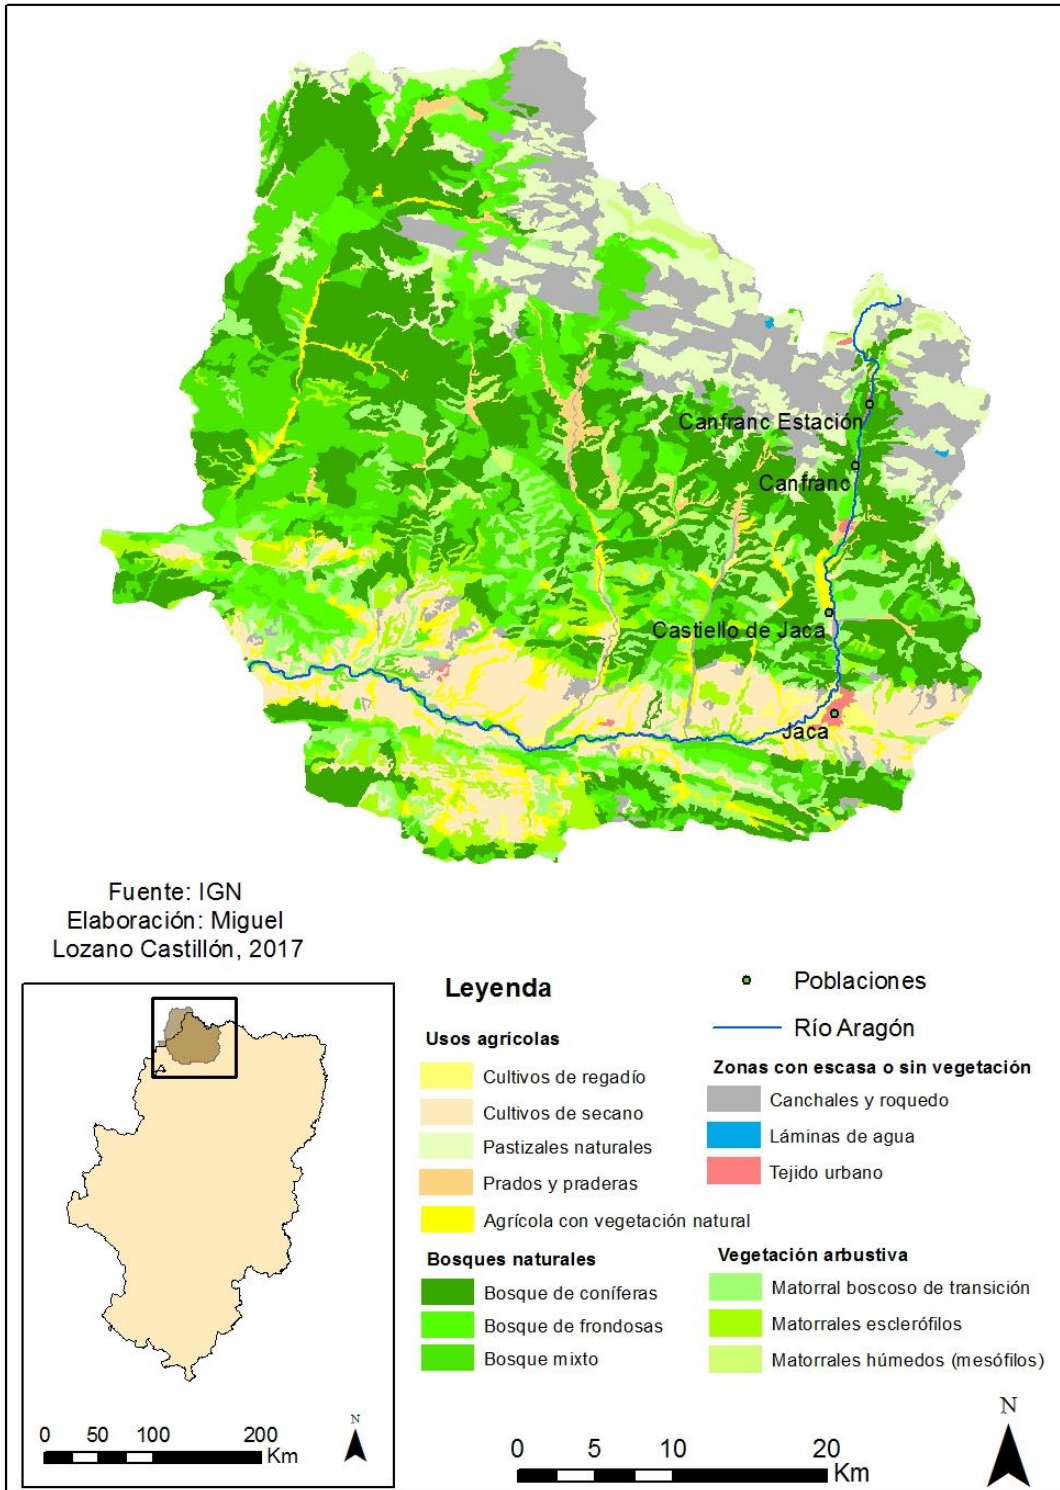 Canfranc Estación
Canfranc
Castiello de Jaca
Jaca
Fuente: IGN
Elaboración: Miguel
Lozano Castillón, 2017
N
0 50 100 200
Km
Leyenda
Usos agrícolas
Cultivos de regadío
Cultivos de secano
Pastizales naturales
Prados y praderas
Agrícola con vegetación natural
Bosques naturales
Bosque de coníferas
Bosque de frondosas
Bosque mixto
Poblaciones
Río Aragón
Zonas con escasa o sin vegetación
Canchales y roquedo
Láminas de agua
Tejido urbano
Vegetación arbustiva
Matorral boscoso de transición
Matorrales esclerófilos
Matorrales húmedos (mesófilos)
0 5 10 20
Km
N